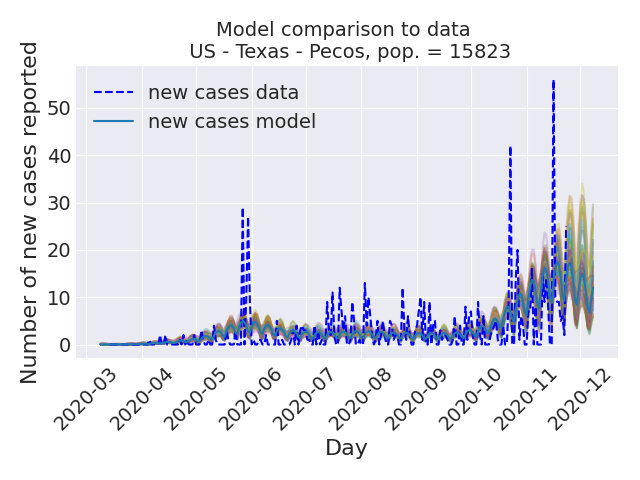 Model comparison to data
US - Texas - Pecos, pop. = 15823
new cases data
new cases model
Number of new cases reported
50
40
30
20
10
0
2020-03
2020-04
2020-05
2020-06
2020-07
2020-08
2020-09
2020-10
2020-11
2020-12
Day